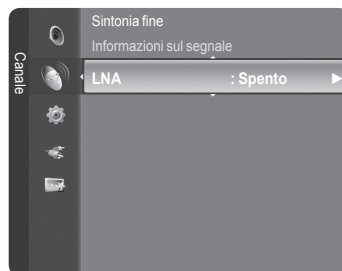 Canale
Sintonia fine
Informazioni sul segnale
LNA : Spento